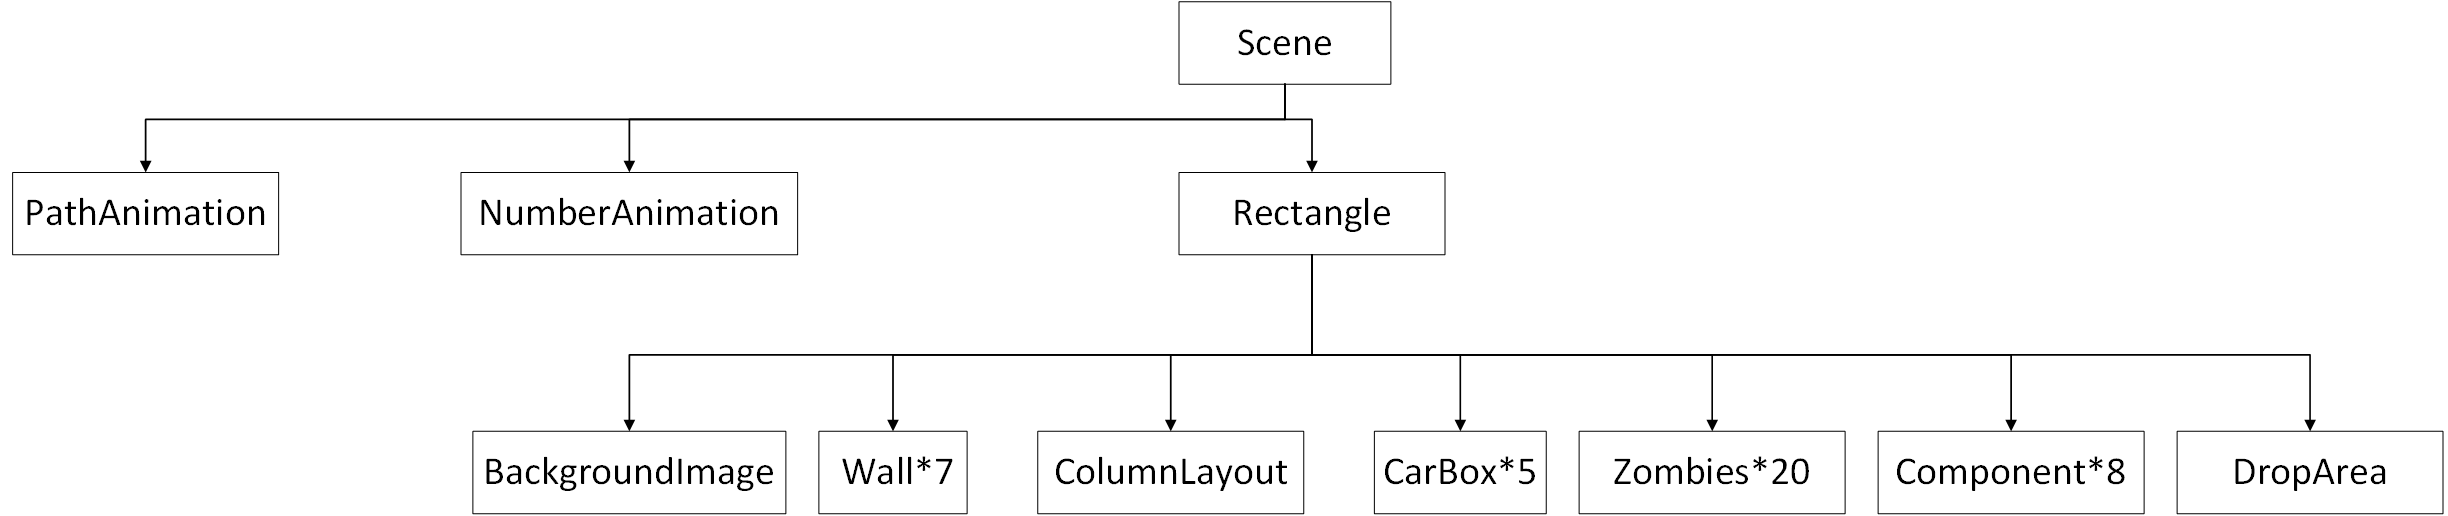 Scene
PathAnimation
NumberAnimation
Rectangle
BackgroundImage
Wall*7
ColumnLayout
CarBox*5
Zombies*20
Component*8
DropArea